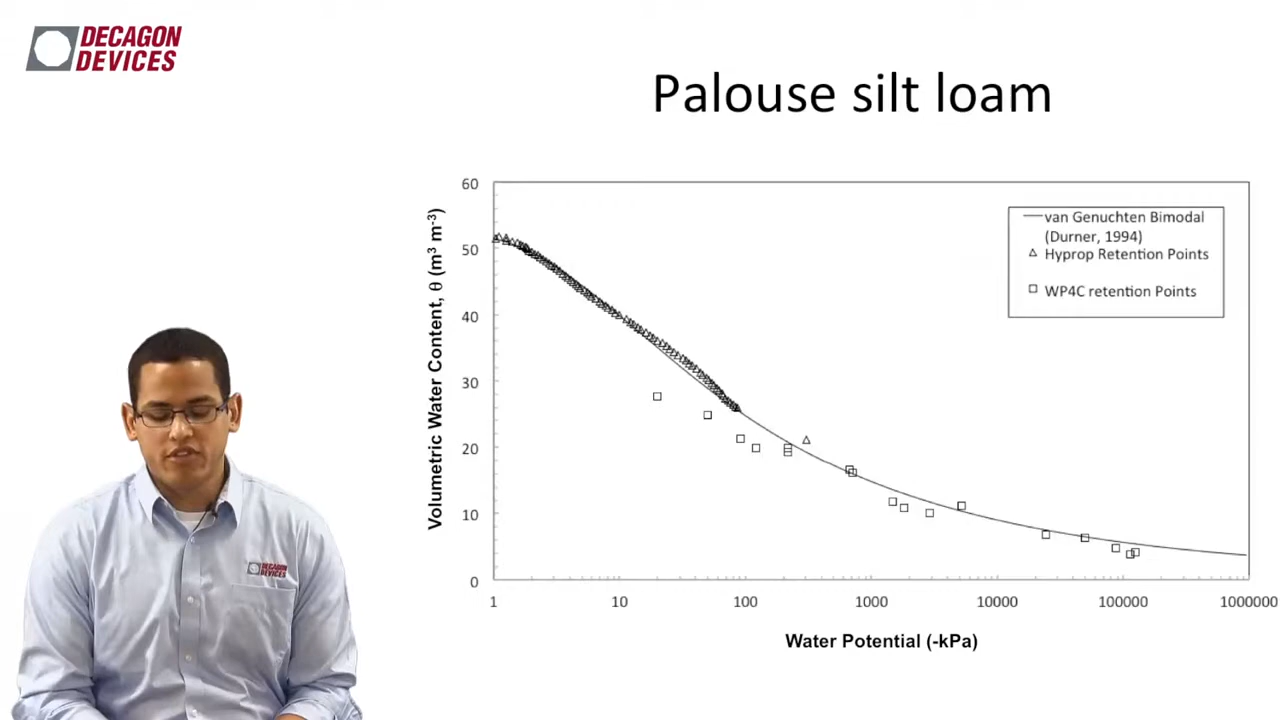 DECAGON
DEVICES
Palouse silt loam
Volumetric Water Content, θ (m³ m⁻³)
60
50
40
30
20
10
0
van Genuchten Bimodal
(Durner, 1994)
Hyprop Retention Points
WP4C retention Points
1
10
100
1000
10000
100000
1000000
Water Potential (-kPa)
DECAGON
DEVICES